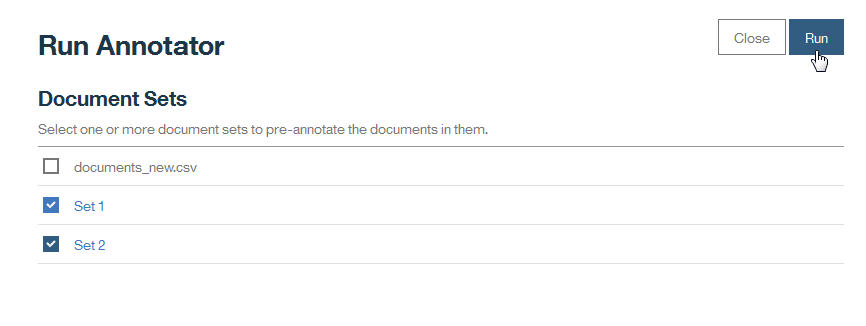 Run Annotator
Close
Run
Document Sets
Select one or more document sets to pre-annotate the documents in them.
documents_new.csv
Set 1
Set 2